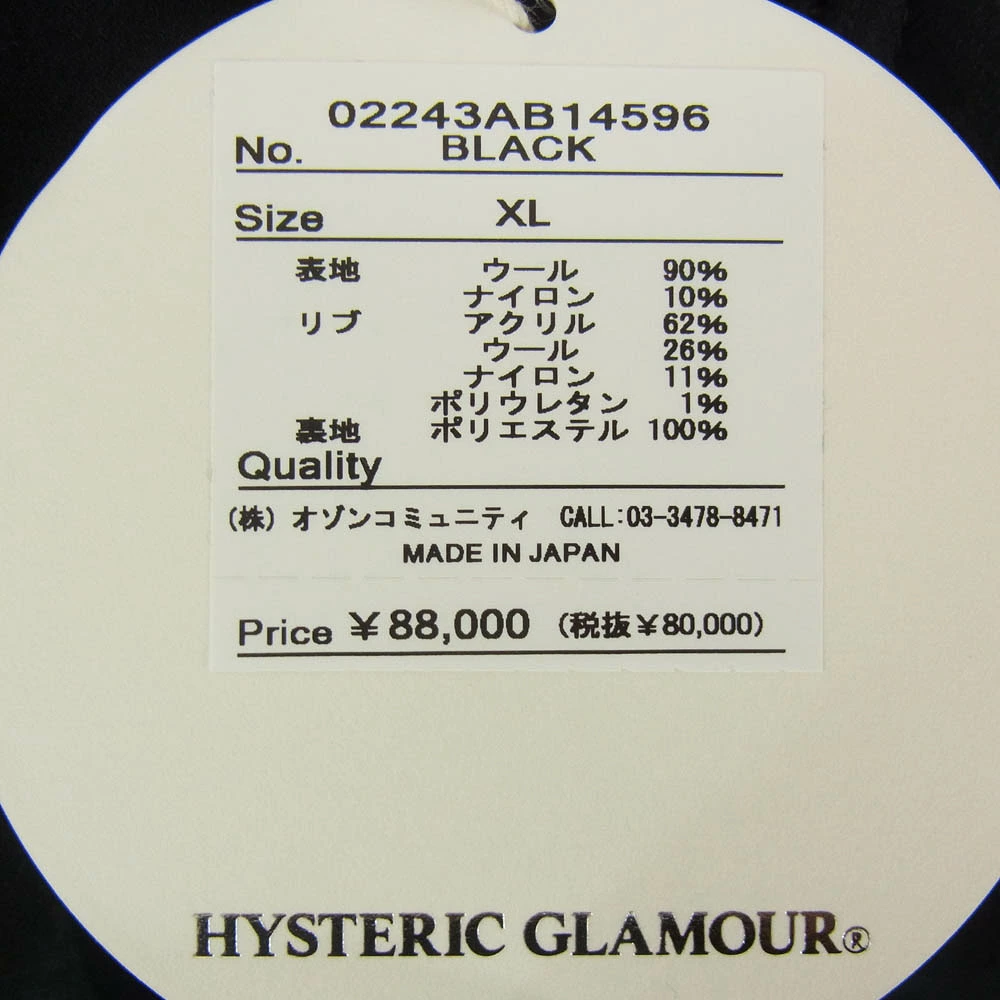 02243AB14596
No. BLACK
Size XL
表地 ウール 90%
ナイロン 10%
リブ アクリル 62%
ウール 26%
ナイロン 11%
ポリウレタン 1%
裏地 ポリエステル 100%
Quality
(株) オゾンコミュニティ CALL:03-3478-8471
MADE IN JAPAN
Price ¥88,000 (税抜¥80,000)
HYSTERIC GLAMOUR®